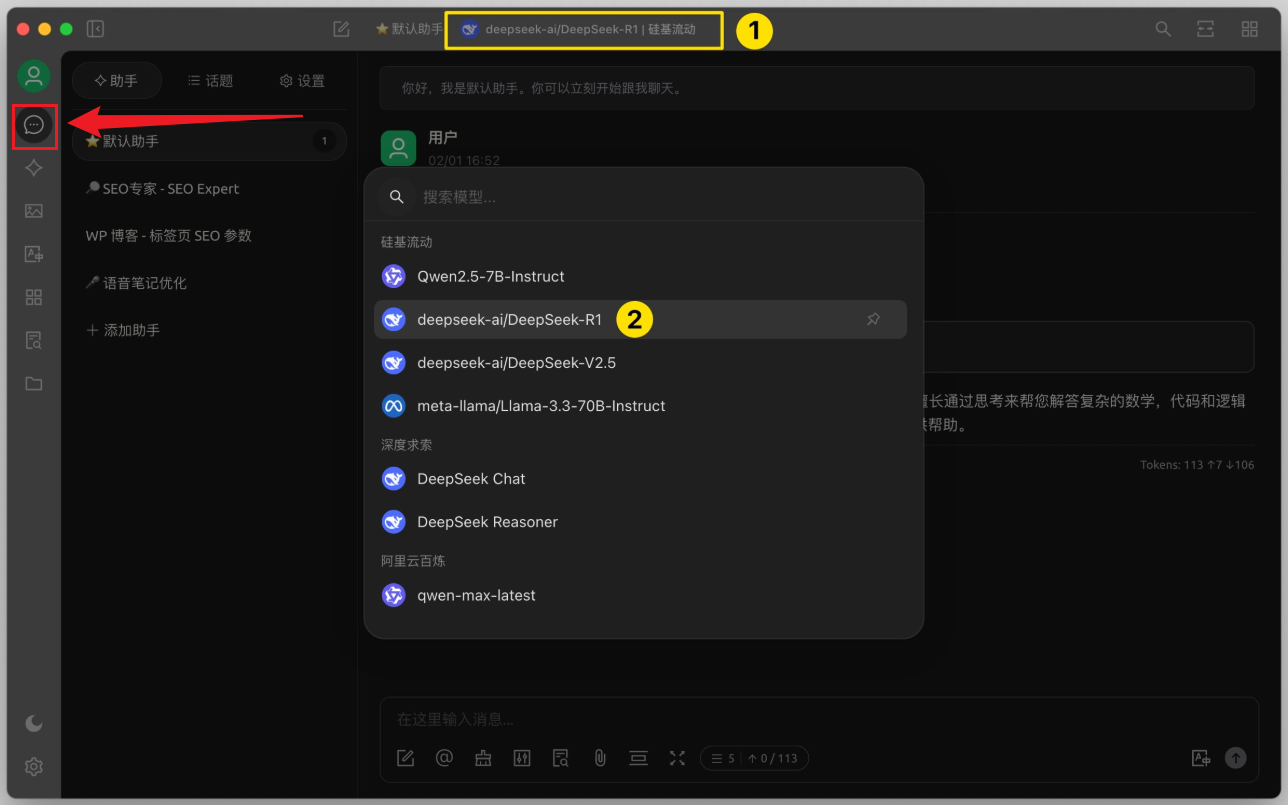 ⭐默认助手
deepseek-ai/DeepSeek-R1 | 硅基流动
1
助手
话题
设置
⭐默认助手
1
SEO专家 - SEO Expert
WP 博客 - 标签页 SEO 参数
语音笔记优化
添加助手
你好，我是默认助手。你可以立刻开始跟我聊天。
用户
02/01 16:52
搜索模型...
硅基流动
Qwen2.5-7B-Instruct
deepseek-ai/DeepSeek-R1
2
deepseek-ai/DeepSeek-V2.5
meta-llama/Llama-3.3-70B-Instruct
深度求索
DeepSeek Chat
DeepSeek Reasoner
阿里云百炼
qwen-max-latest
长通过思考来帮您解答复杂的数学，代码和逻辑
帮助。
Tokens: 113 ↑7 ↓106
在这里输入消息...
5 | ↑ 0 / 113